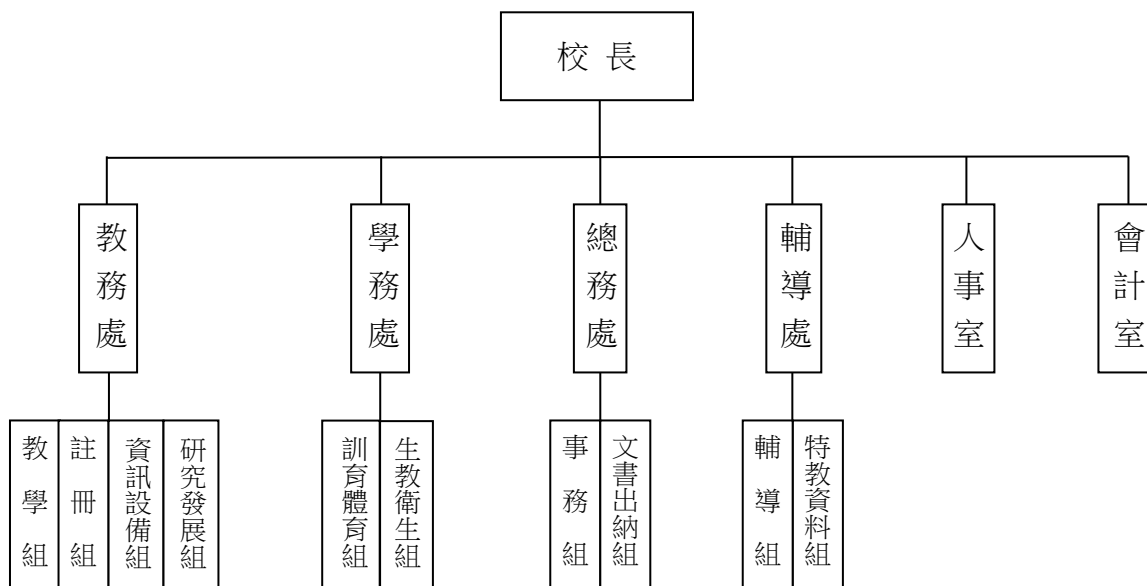 校長
教務處
學務處
總務處
輔導處
人事室
會計室
教學組
註冊組
資訊設備組
研究發展組
訓育體育組
生教衛生組
事務組
文書出納組
輔導組
特教資料組